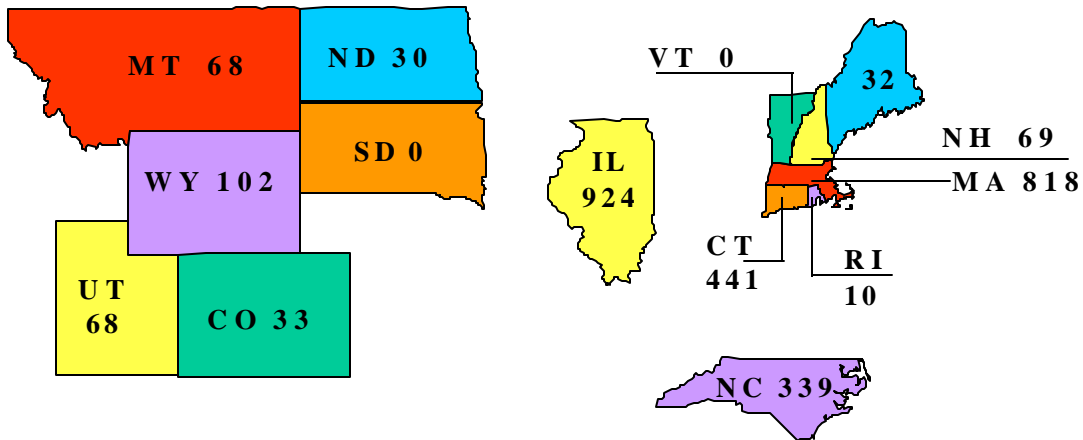 MT 68
ND 30
SD 0
WY 102
UT
68
CO 33
IL
924
VT 0
32
NH 69
MA 818
CT
441
RI
10
NC 339